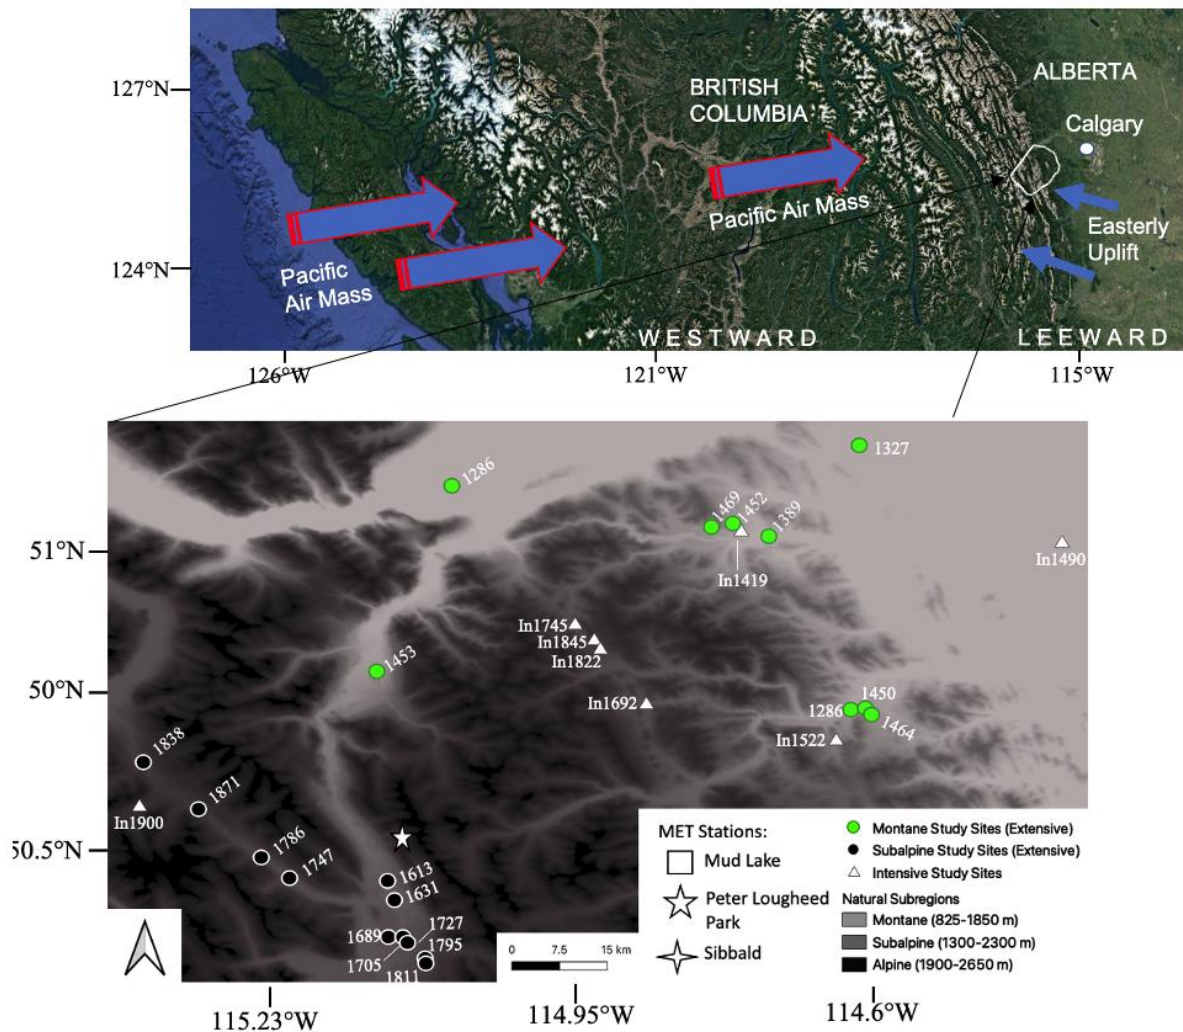 127°N
124°N
BRITISH
COLUMBIA
ALBERTA
Calgary
Pacific Air Mass
Pacific
Air Mass
Easterly
Uplift
WESTWARD
LEEWARD
126°W
121°W
115°W
1286
1327
1469
1452
1389
51°N
In1419
In1490
In1745
In1845
In1822
1453
50°N
In1692
1286
1450
1464
In1522
1838
1871
In1900
1786
1747
50.5°N
1613
1631
1689
1727
1705
1795
1811
MET Stations:
Mud Lake
Peter Lougheed
Park
Sibbald
Montane Study Sites (Extensive)
Subalpine Study Sites (Extensive)
Intensive Study Sites
Natural Subregions
Montane (825-1850 m)
Subalpine (1300-2300 m)
Alpine (1900-2650 m)
0 7.5 15 km
115.23°W
114.95°W
114.6°W